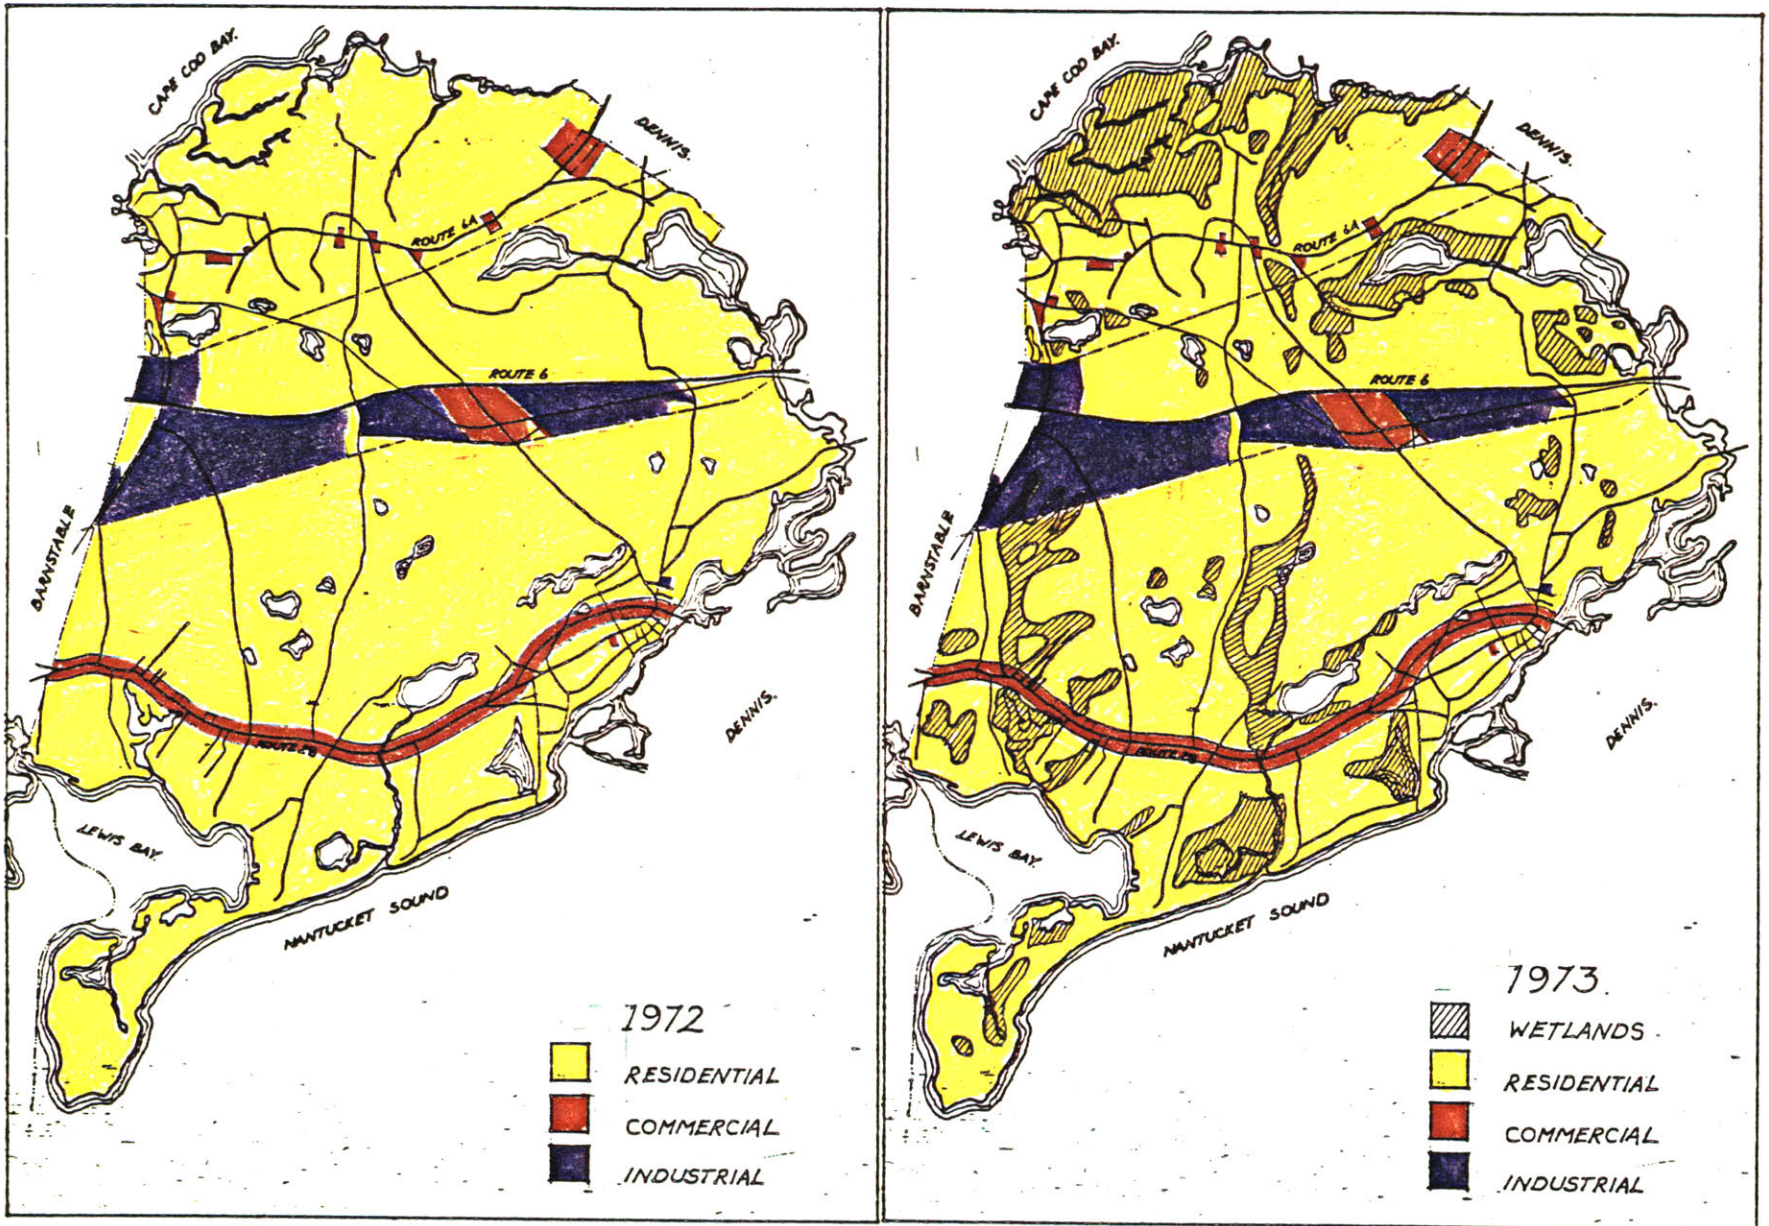 CAPE COD BAY.
DENNIS.
ROUTE 6A
ROUTE 6
BARNSTABLE
ROUTE 28
DENNIS.
LEWIS BAY.
NANTUCKET SOUND
1972
RESIDENTIAL
COMMERCIAL
INDUSTRIAL
CAPE COD BAY.
DENNIS.
ROUTE 6A
ROUTE 6
BARNSTABLE
ROUTE 28
DENNIS.
LEWIS BAY.
NANTUCKET SOUND
1973.
WETLANDS
RESIDENTIAL
COMMERCIAL
INDUSTRIAL